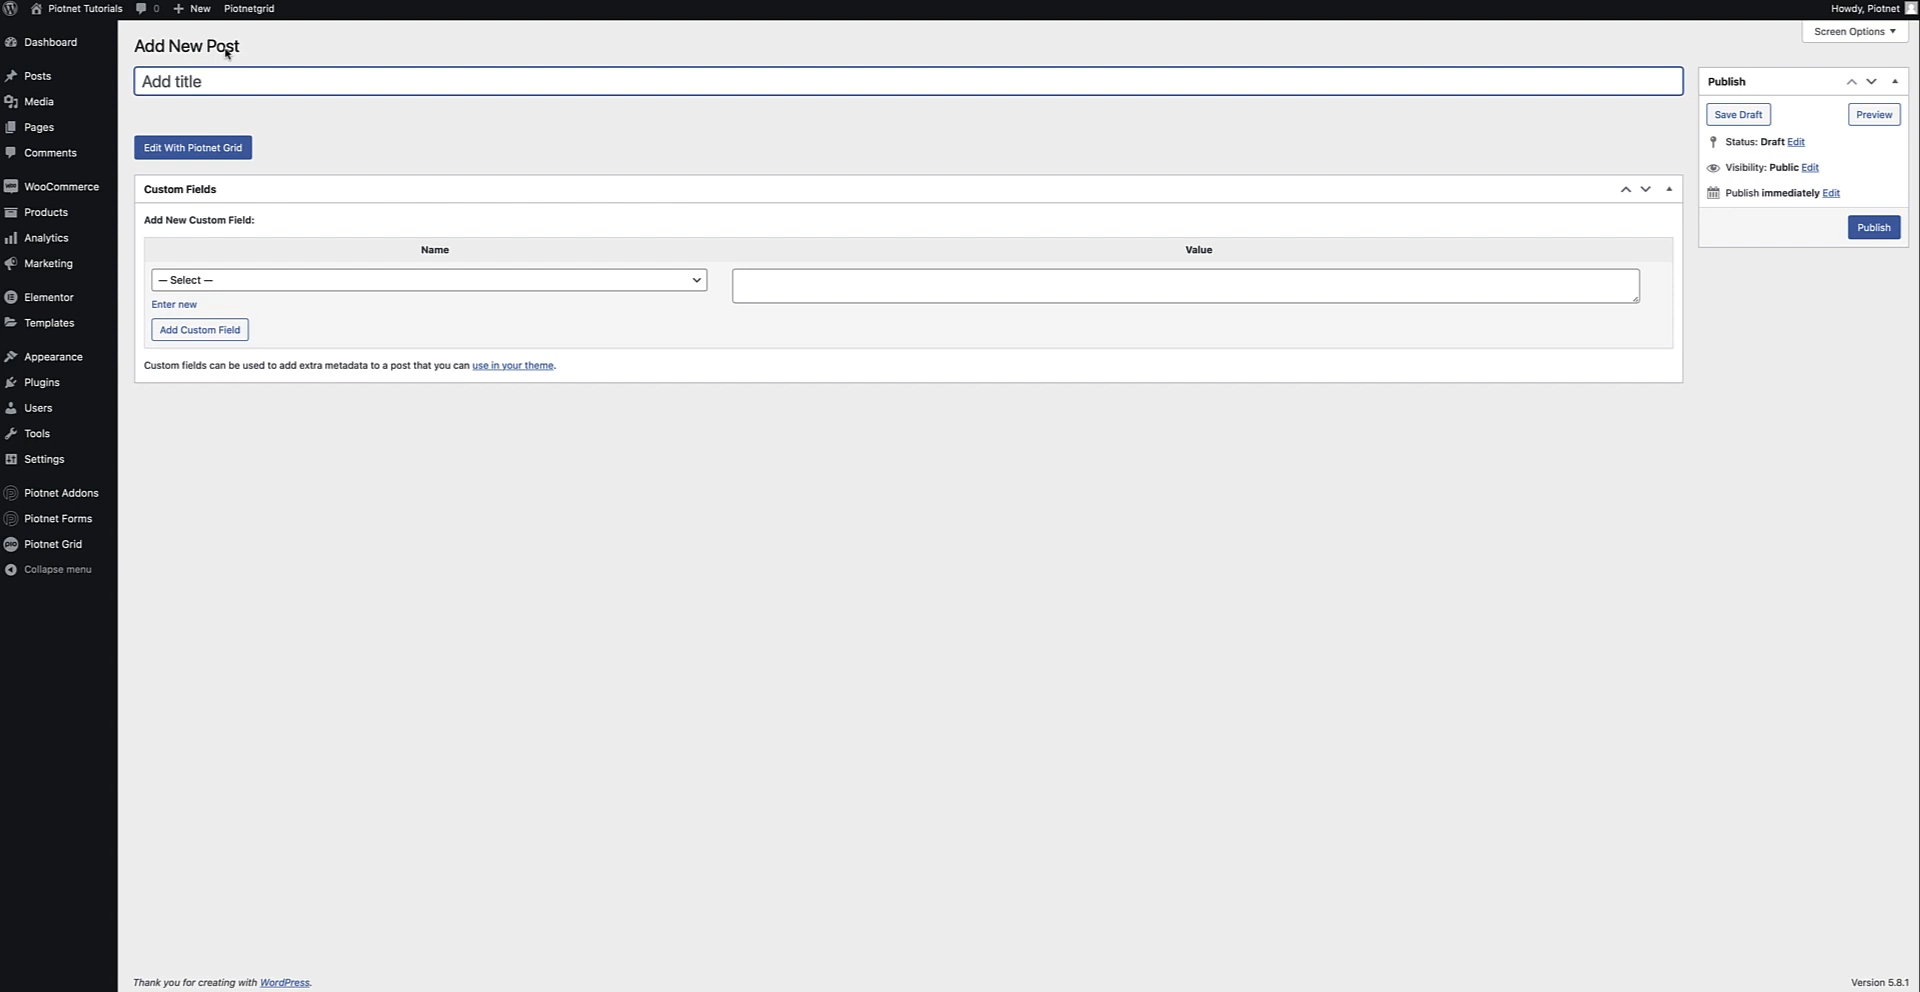 Piotnet Tutorials 0 New Piotnetgrid Howdy, Piotnet
Dashboard
Posts
Media
Pages
Comments
WooCommerce
Products
Analytics
Marketing
Elementor
Templates
Appearance
Plugins
Users
Tools
Settings
Piotnet Addons
Piotnet Forms
Piotnet Grid
Collapse menu
Screen Options
Add New Post
Add title
Edit With Piotnet Grid
Custom Fields
Add New Custom Field:
Name Value
— Select —
Enter new
Add Custom Field
Custom fields can be used to add extra metadata to a post that you can use in your theme.
Publish
Save Draft Preview
Status: Draft Edit
Visibility: Public Edit
Publish immediately Edit
Publish
Thank you for creating with WordPress. Version 5.8.1